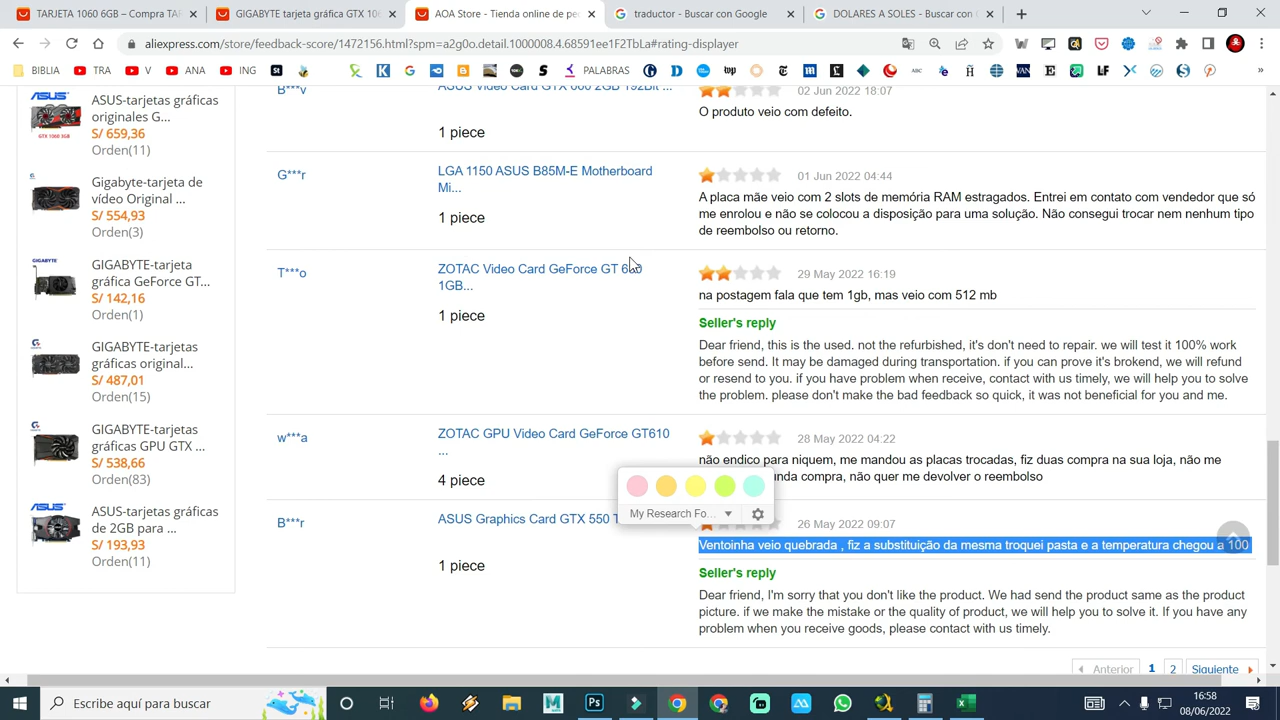 TARJETA 1060 6GB – Compra TAR
GIGABYTE tarjeta gráfica GTX 106
AOA Store - Tienda online de pec
traductor - Buscar con Google
DOLARES A SOLES - Buscar con
aliexpress.com/store/feedback-score/1472156.html?spm=a2g0o.detail.1000008.4.68591ee1F2TbLa#rating-displayer
BIBLIA
TRA
V
ANA
ING
PALABRAS
ASUS-tarjetas gráficas
originales G...
S/ 659,36
Orden(11)
Gigabyte-tarjeta de
vídeo Original ...
S/ 554,93
Orden(3)
GIGABYTE-tarjeta
gráfica GeForce GT...
S/ 142,16
Orden(1)
GIGABYTE-tarjetas
gráficas original...
S/ 487,01
Orden(15)
GIGABYTE-tarjetas
gráficas GPU GTX ...
S/ 538,66
Orden(83)
ASUS-tarjetas gráficas
de 2GB para ...
S/ 193,93
Orden(11)
B***v
ASUS Video Card GTX 660 2GB 192Bit ...
02 Jun 2022 18:07
O produto veio com defeito.
1 piece
G***r
LGA 1150 ASUS B85M-E Motherboard
Mi...
1 piece
01 Jun 2022 04:44
A placa mãe veio com 2 slots de memória RAM estragados. Entrei em contato com vendedor que só
me enrolou e não se colocou a disposição para uma solução. Não consegui trocar nem nenhum tipo
de reembolso ou retorno.
T***o
ZOTAC Video Card GeForce GT
1GB...
1 piece
29 May 2022 16:19
na postagem fala que tem 1gb, mas veio com 512 mb
Seller's reply
Dear friend, this is the used. not the refurbished, it's don't need to repair. we will test it 100% work
before send. It may be damaged during transportation. if you can prove it's brokend, we will refund
or resend to you. if you have problem when receive, contact with us timely, we will help you to solve
the problem. please don't make the bad feedback so quick, it was not beneficial for you and me.
w***a
ZOTAC GPU Video Card GeForce GT610
...
4 piece
28 May 2022 04:22
não endico para niquem, me mandou as placas trocadas, fiz duas compra na sua loja, não me
unda compra, não quer me devolver o reembolso
My Research Fo...
B***r
ASUS Graphics Card GTX 550 T
1 piece
26 May 2022 09:07
Ventoinha veio quebrada , fiz a substituição da mesma troquei pasta e a temperatura chegou a 100
Seller's reply
Dear friend, I'm sorry that you don't like the product. We had send the product same as the product
picture. if we make the mistake or the quality of product, we will help you to solve it. If you have any
problem when you receive goods, please contact with us timely.
Anterior 1 2 Siguiente
Escribe aquí para buscar
16:58
08/06/2022